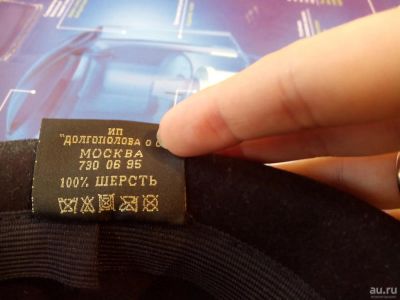 ИП
"ДОЛГОПОЛОВА О
МОСКВА
730 06 95
100% ШЕРСТЬ
au.ru